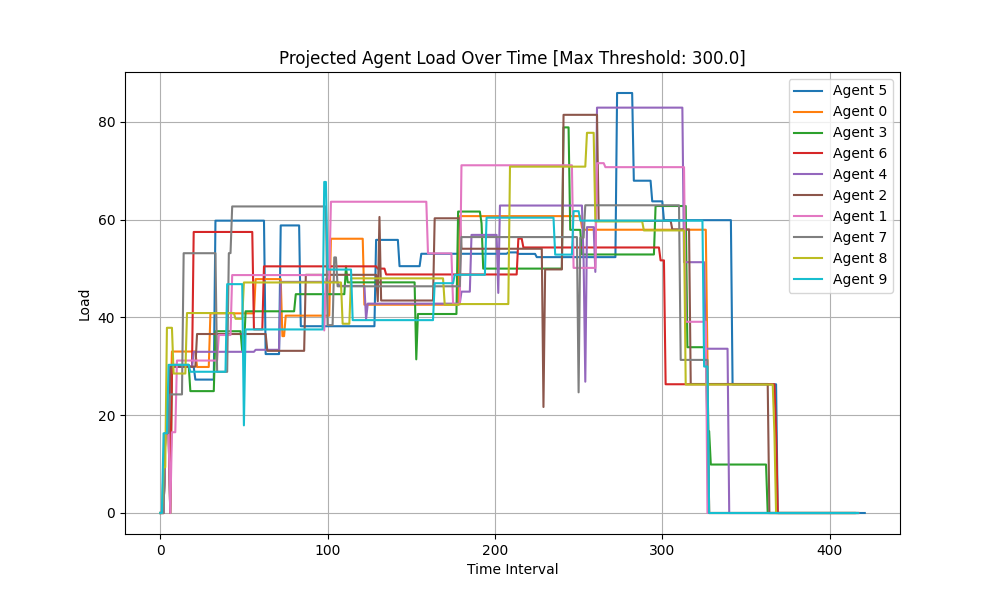 Projected Agent Load Over Time [Max Threshold: 300.0]
Load
80
60
40
20
0
0 100 200 300 400
Time Interval
Agent 5
Agent 0
Agent 3
Agent 6
Agent 4
Agent 2
Agent 1
Agent 7
Agent 8
Agent 9